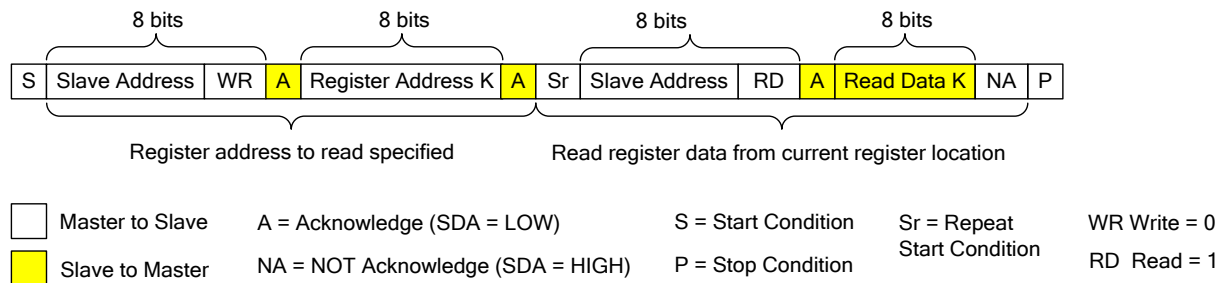 8 bits 8 bits 8 bits 8 bits
S Slave Address WR A Register Address K A Sr Slave Address RD A Read Data K NA P
Register address to read specified Read register data from current register location
Master to Slave A = Acknowledge (SDA = LOW) S = Start Condition Sr = Repeat Start Condition WR Write = 0
Slave to Master NA = NOT Acknowledge (SDA = HIGH) P = Stop Condition RD Read = 1